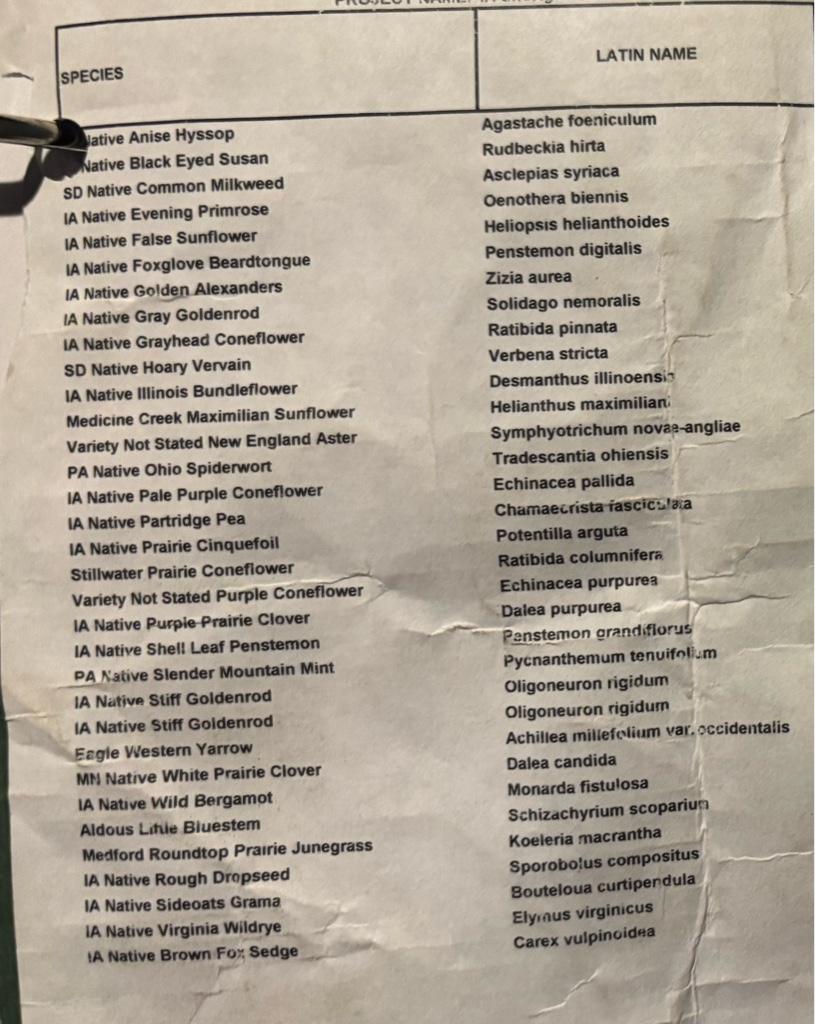 SPECIES LATIN NAME
Native Anise Hyssop Agastache foeniculum
Native Black Eyed Susan Rudbeckia hirta
SD Native Common Milkweed Asclepias syriaca
IA Native Evening Primrose Oenothera biennis
IA Native False Sunflower Heliopsis helianthoides
IA Native Foxglove Beardtongue Penstemon digitalis
IA Native Golden Alexanders Zizia aurea
IA Native Gray Goldenrod Solidago nemoralis
IA Native Grayhead Coneflower Ratibida pinnata
SD Native Hoary Vervain Verbena stricta
IA Native Illinois Bundleflower Desmanthus illinoensis
Medicine Creek Maximilian Sunflower Helianthus maximiliani
Variety Not Stated New England Aster Symphyotrichum novae-angliae
PA Native Ohio Spiderwort Tradescantia ohiensis
IA Native Pale Purple Coneflower Echinacea pallida
IA Native Partridge Pea Chamaecrista fasciculata
IA Native Prairie Cinquefoil Potentilla arguta
Stillwater Prairie Coneflower Ratibida columnifera
Variety Not Stated Purple Coneflower Echinacea purpurea
IA Native Purple Prairie Clover Dalea purpurea
IA Native Shell Leaf Penstemon Penstemon grandiflorus
PA Native Slender Mountain Mint Pycnanthemum tenuifolium
IA Native Stiff Goldenrod Oligoneuron rigidum
IA Native Stiff Goldenrod Oligoneuron rigidum
Eagle Western Yarrow Achillea millefolium var. occidentalis
MN Native White Prairie Clover Dalea candida
IA Native Wild Bergamot Monarda fistulosa
Aldous Little Bluestem Schizachyrium scoparium
Medford Roundtop Prairie Junegrass Koeleria macrantha
IA Native Rough Dropseed Sporobolus compositus
IA Native Sideoats Grama Bouteloua curtipendula
IA Native Virginia Wildrye Elymus virginicus
IA Native Brown Fox Sedge Carex vulpinoidea